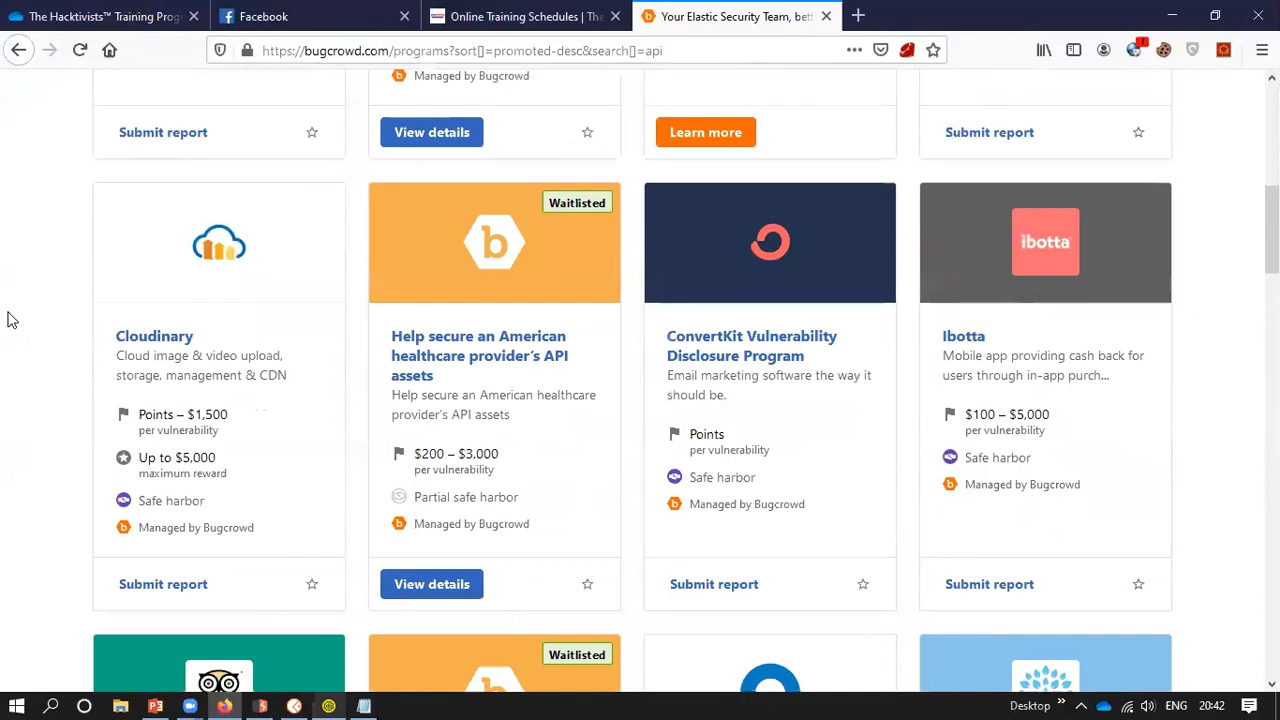 The Hacktivists™ Training Prog
Facebook
Online Training Schedules | The
Your Elastic Security Team, bett
https://bugcrowd.com/programs?sort[]=promoted-desc&search[]=api
Managed by Bugcrowd
Submit report
View details
Learn more
Submit report
Waitlisted
b
ibotta
Cloudinary
Cloud image & video upload,
storage, management & CDN
Points – $1,500
per vulnerability
Up to $5,000
maximum reward
Safe harbor
Managed by Bugcrowd
Submit report
Help secure an American
healthcare provider's API
assets
Help secure an American healthcare
provider's API assets
$200 – $3,000
per vulnerability
Partial safe harbor
Managed by Bugcrowd
View details
ConvertKit Vulnerability
Disclosure Program
Email marketing software the way it
should be.
Points
per vulnerability
Safe harbor
Managed by Bugcrowd
Submit report
Ibotta
Mobile app providing cash back for
users through in-app purch...
$100 – $5,000
per vulnerability
Safe harbor
Managed by Bugcrowd
Submit report
Waitlisted
Desktop
ENG
20:42